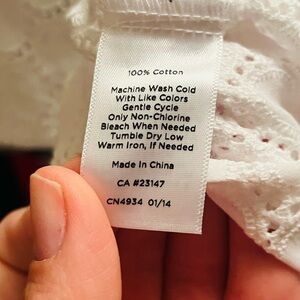 100% Cotton
Machine Wash Cold
With Like Colors
Gentle Cycle
Only Non-Chlorine
Bleach When Needed
Tumble Dry Low
Warm Iron, If Needed
Made In China
CA #23147
CN4934 01/14